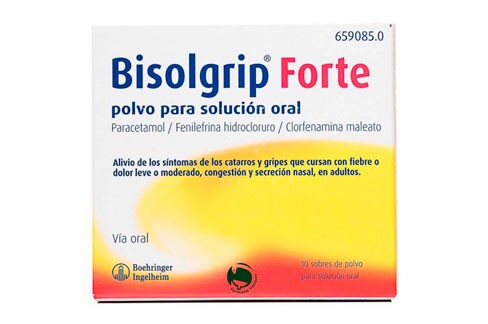 659085.0
Bisolgrip® Forte
polvo para solución oral
Paracetamol / Fenilefrina hidrocloruro / Clorfenamina maleato
Alivio de los síntomas de los catarros y gripes que cursan con fiebre o
dolor leve o moderado, congestión y secreción nasal, en adultos.
Vía oral
Boehringer
Ingelheim
10 sobres de polvo
para solución oral